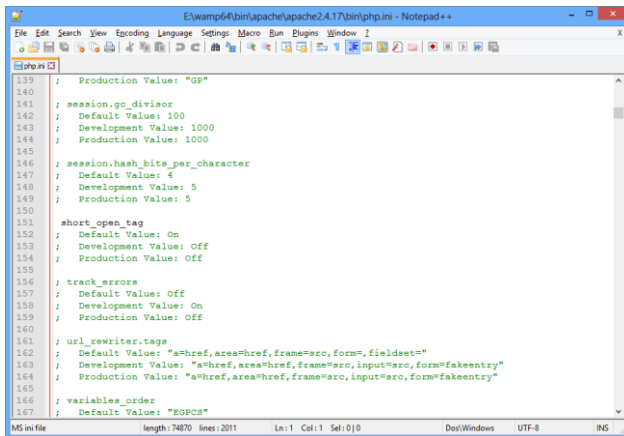 E:\wamp64\bin\apache\apache2.4.17\bin\php.ini - Notepad++
File Edit Search View Encoding Language Settings Macro Run Plugins Window ? X
php.ini
139 ;   Production Value: "GP"
140
141 ; session.gc_divisor
142 ;   Default Value: 100
143 ;   Development Value: 1000
144 ;   Production Value: 1000
145
146 ; session.hash_bits_per_character
147 ;   Default Value: 4
148 ;   Development Value: 5
149 ;   Production Value: 5
150
151  short_open_tag
152 ;   Default Value: On
153 ;   Development Value: Off
154 ;   Production Value: Off
155
156 ; track_errors
157 ;   Default Value: Off
158 ;   Development Value: On
159 ;   Production Value: Off
160
161 ; url_rewriter.tags
162 ;   Default Value: "a=href,area=href,frame=src,form=,fieldset="
163 ;   Development Value: "a=href,area=href,frame=src,input=src,form=fakeentry"
164 ;   Production Value: "a=href,area=href,frame=src,input=src,form=fakeentry"
165
166 ; variables_order
167 ;   Default Value: "EGPCS"
MS ini file length : 74870 lines : 2011 Ln : 1 Col : 1 Sel : 0 | 0 Dos\Windows UTF-8 INS